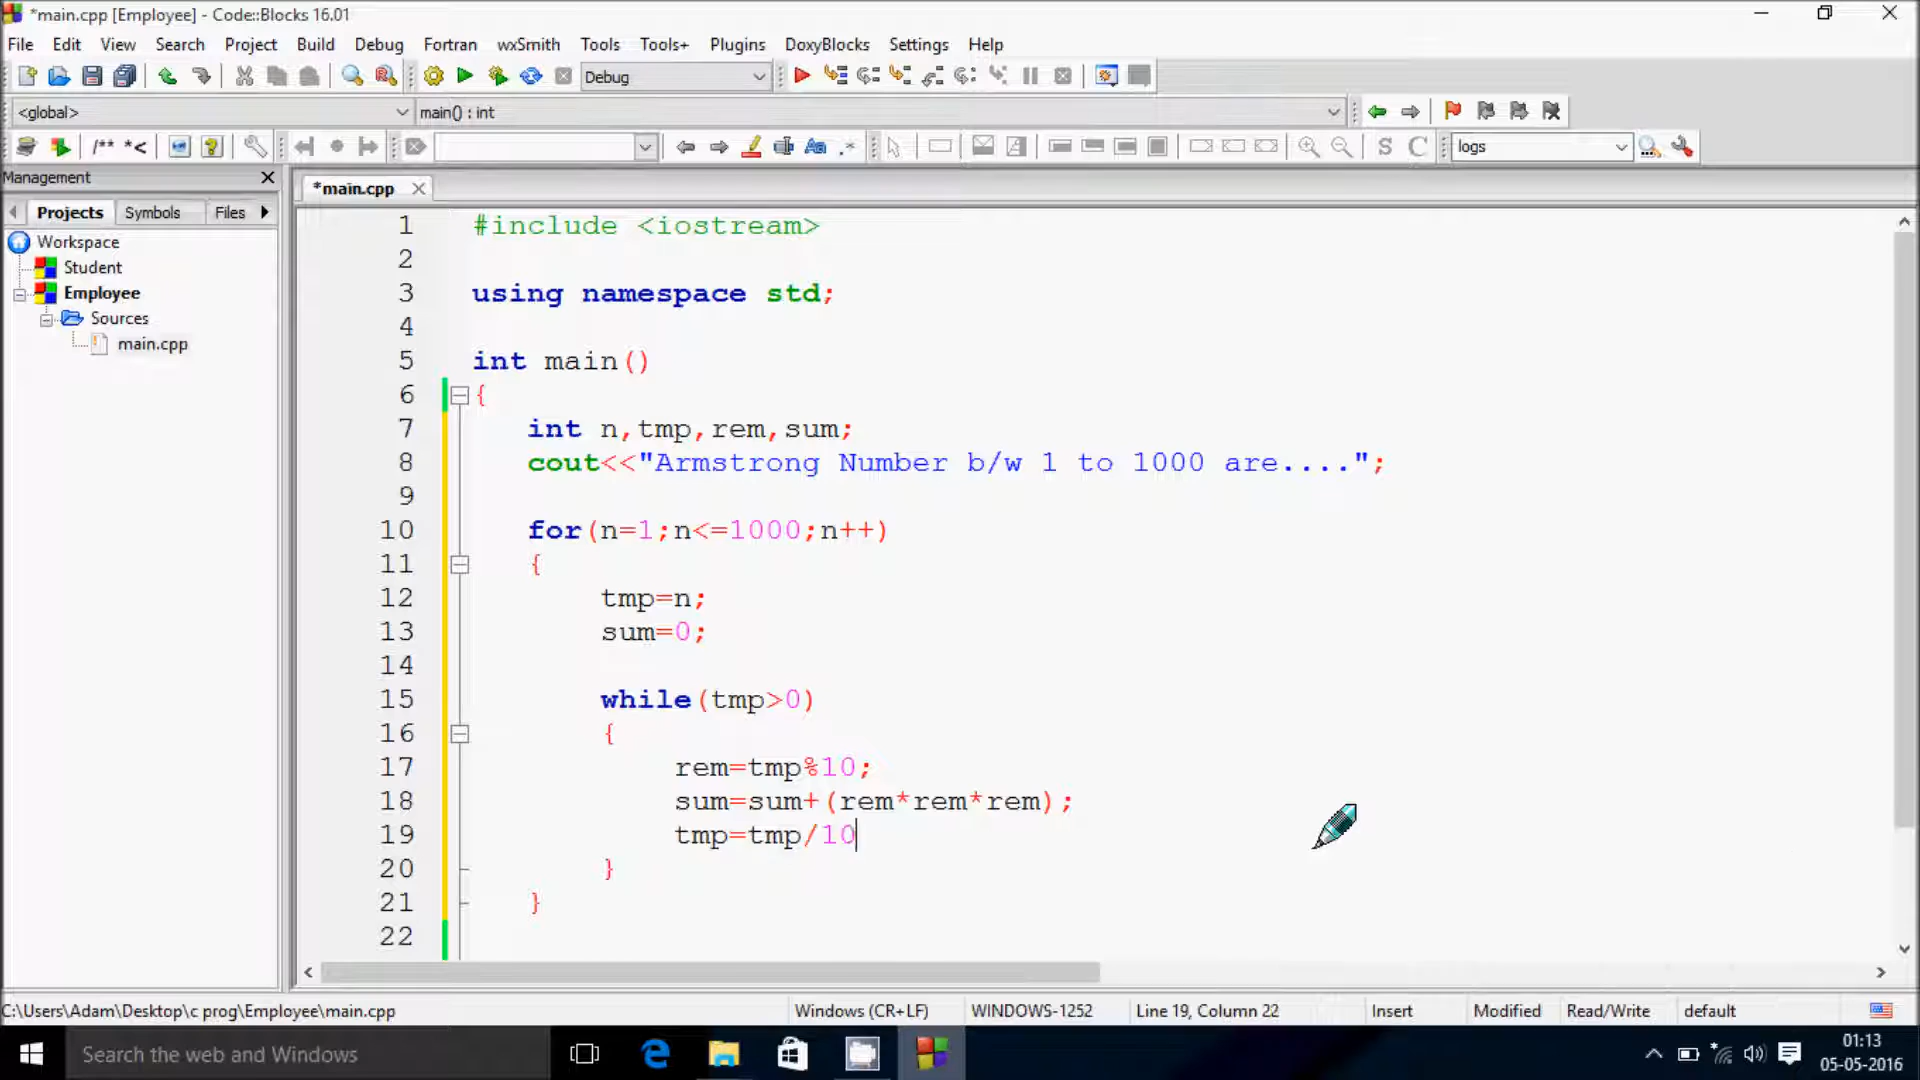 *main.cpp [Employee] - Code::Blocks 16.01
File Edit View Search Project Build Debug Fortran wxSmith Tools Tools+ Plugins DoxyBlocks Settings Help
Debug
<global> main() : int
/** *< Aa .* S C logs
Management
Projects Symbols Files
*main.cpp
Workspace
Student
Employee
Sources
main.cpp
1 #include <iostream>
2
3 using namespace std;
4
5 int main()
6 {
7 int n,tmp,rem,sum;
8 cout<<"Armstrong Number b/w 1 to 1000 are....";
9
10 for(n=1;n<=1000;n++)
11 {
12 tmp=n;
13 sum=0;
14
15 while(tmp>0)
16 {
17 rem=tmp%10;
18 sum=sum+(rem*rem*rem);
19 tmp=tmp/10
20 }
21 }
22
C:\Users\Adam\Desktop\c prog\Employee\main.cpp Windows (CR+LF) WINDOWS-1252 Line 19, Column 22 Insert Modified Read/Write default
Search the web and Windows
01:13
05-05-2016